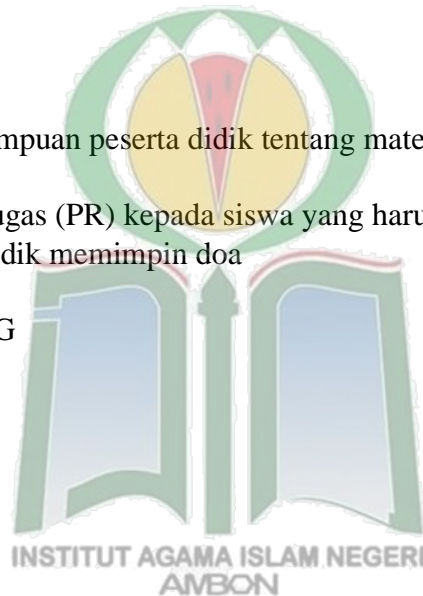 mpuan peserta didik tentang mate
ugas (PR) kepada siswa yang haru
dik memimpin doa
G
INSTITUT AGAMA ISLAM NEGERI
AMBON